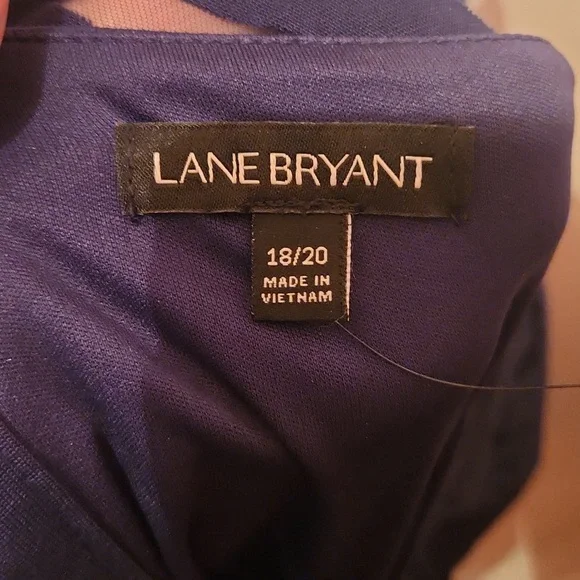 LANE BRYANT
18/20
MADE IN
VIETNAM